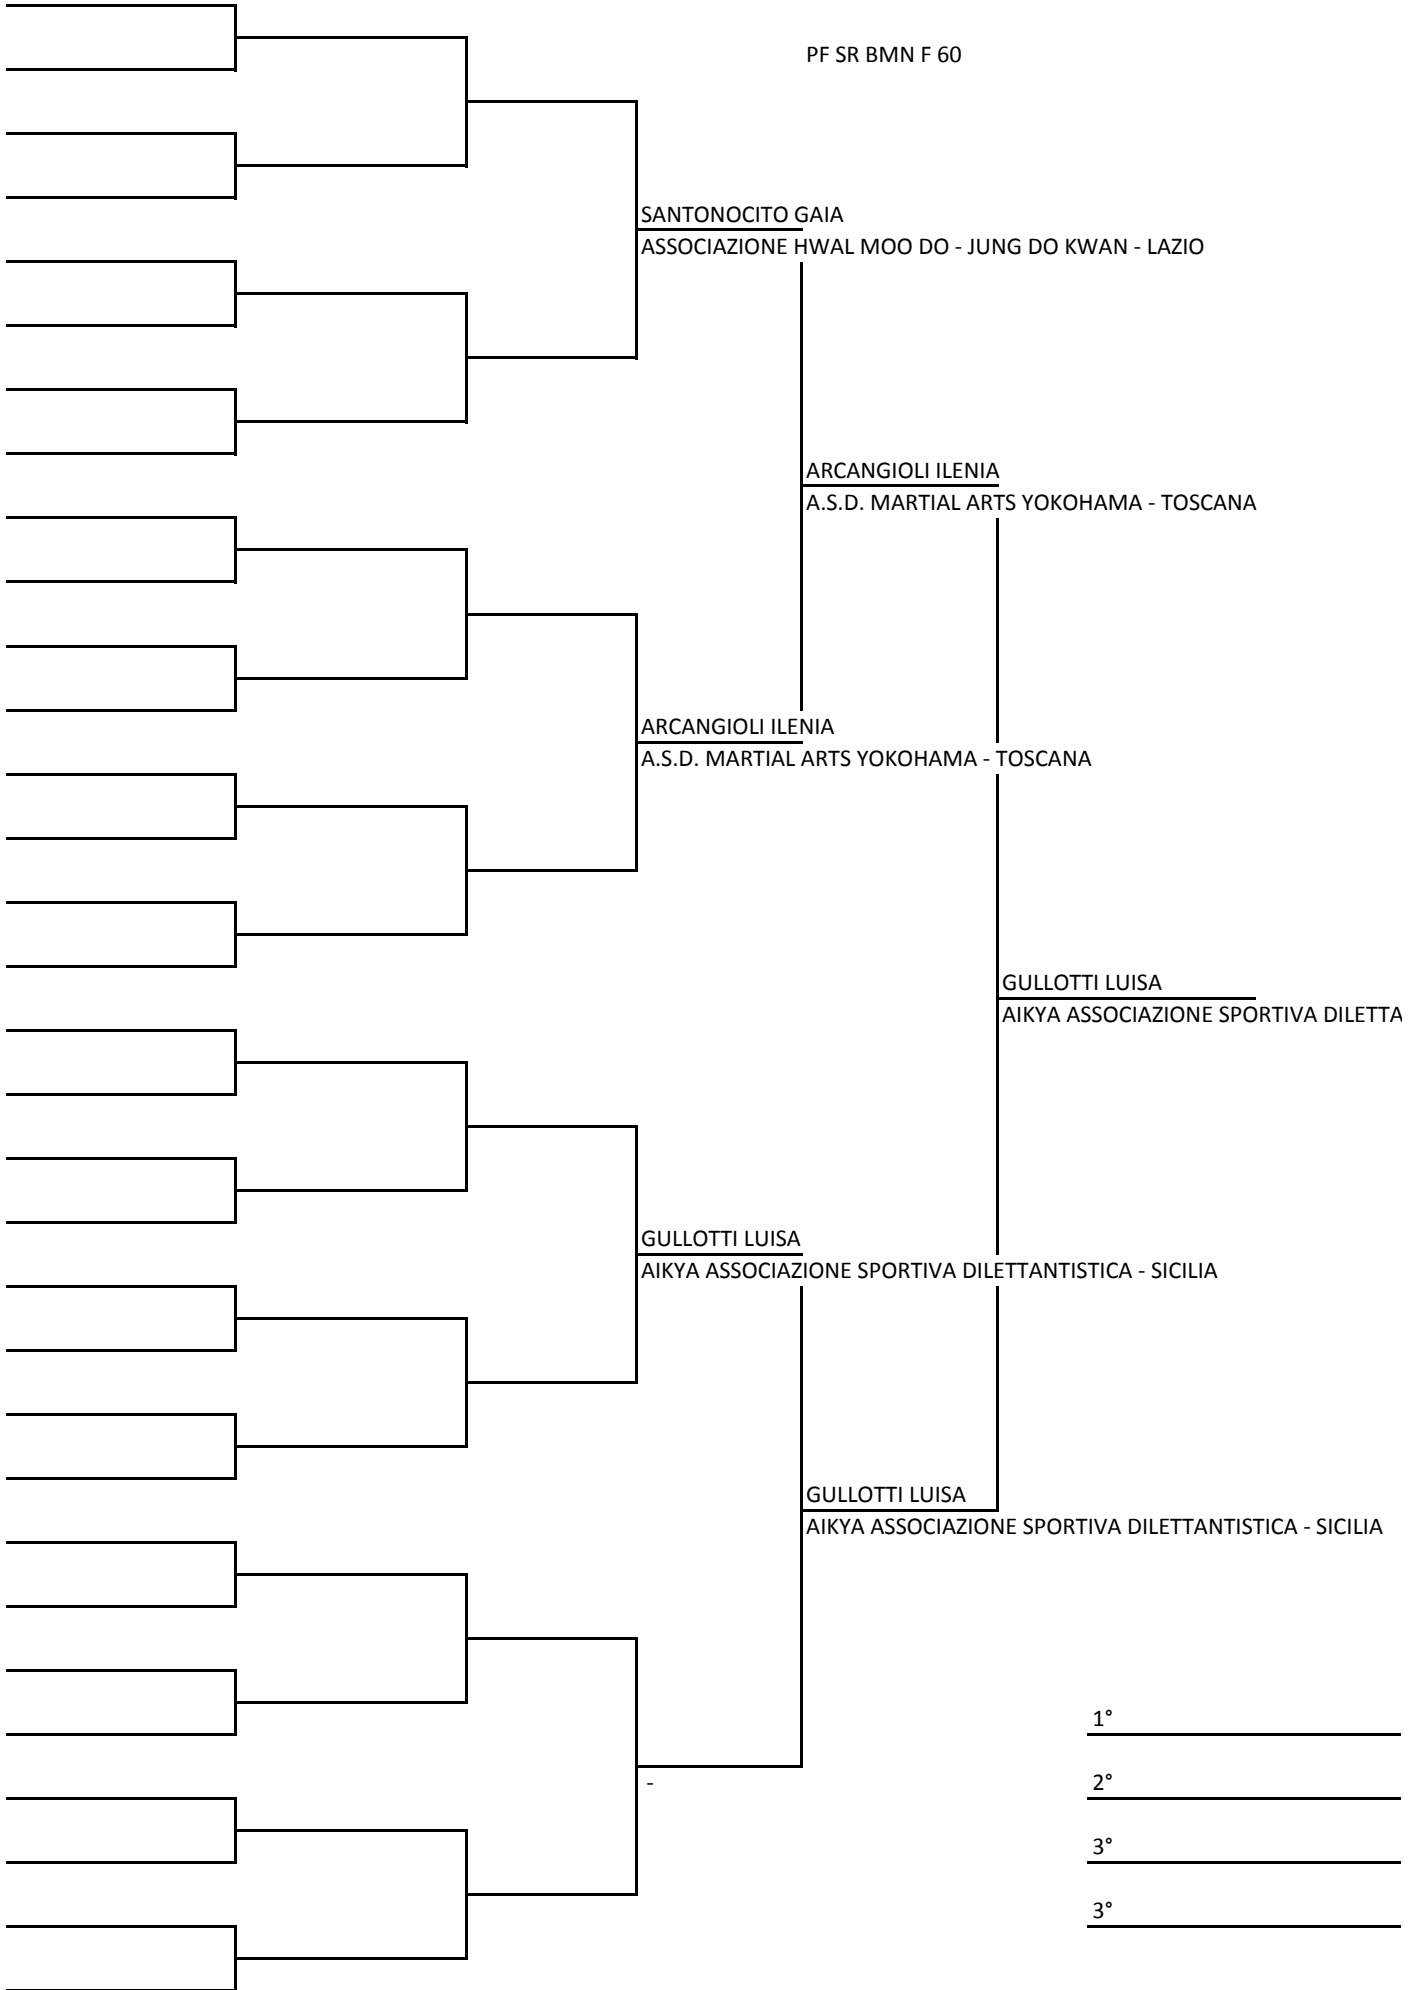 PF SR BMN F 60
SANTONOCITO GAIA
ASSOCIAZIONE HWAL MOO DO - JUNG DO KWAN - LAZIO
ARCANGIOLI ILENIA
A.S.D. MARTIAL ARTS YOKOHAMA - TOSCANA
ARCANGIOLI ILENIA
A.S.D. MARTIAL ARTS YOKOHAMA - TOSCANA
GULLOTTI LUISA
AIKYA ASSOCIAZIONE SPORTIVA DILETTA
GULLOTTI LUISA
AIKYA ASSOCIAZIONE SPORTIVA DILETTANTISTICA - SICILIA
GULLOTTI LUISA
AIKYA ASSOCIAZIONE SPORTIVA DILETTANTISTICA - SICILIA
1°
-
2°
3°
3°